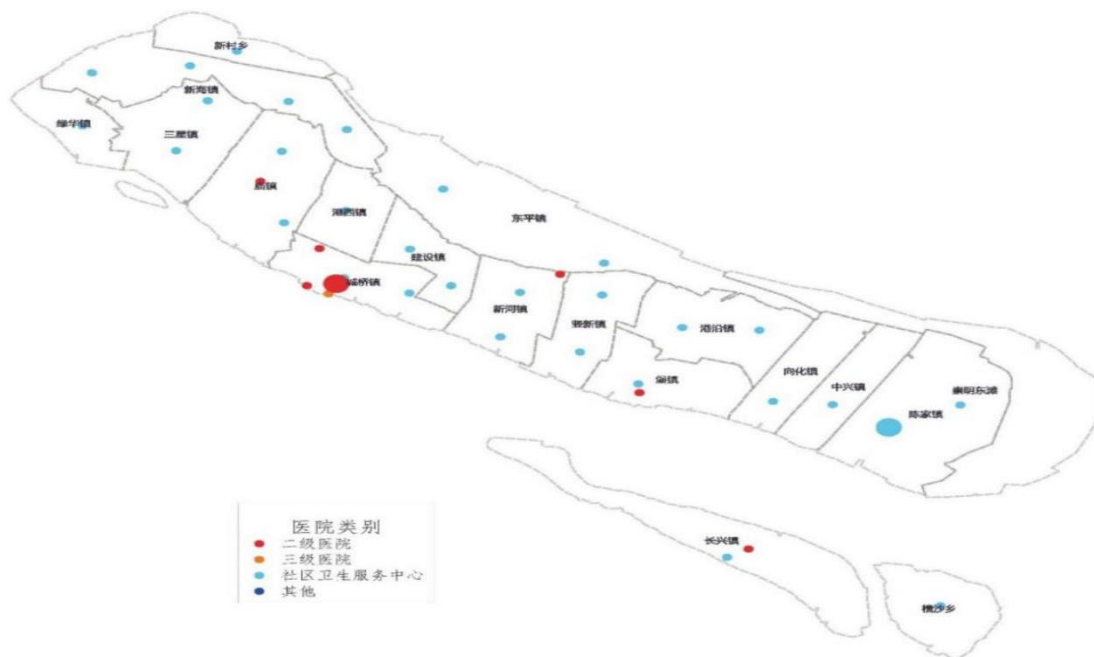 新村乡
新海镇
绿华镇
三星镇
庙镇
港西镇
东平镇
建设镇
城桥镇
新河镇
竖新镇
港沿镇
堡镇
向化镇
中兴镇
崇明东滩
陈家镇
长兴镇
横沙乡
医院类别
二级医院
三级医院
社区卫生服务中心
其他